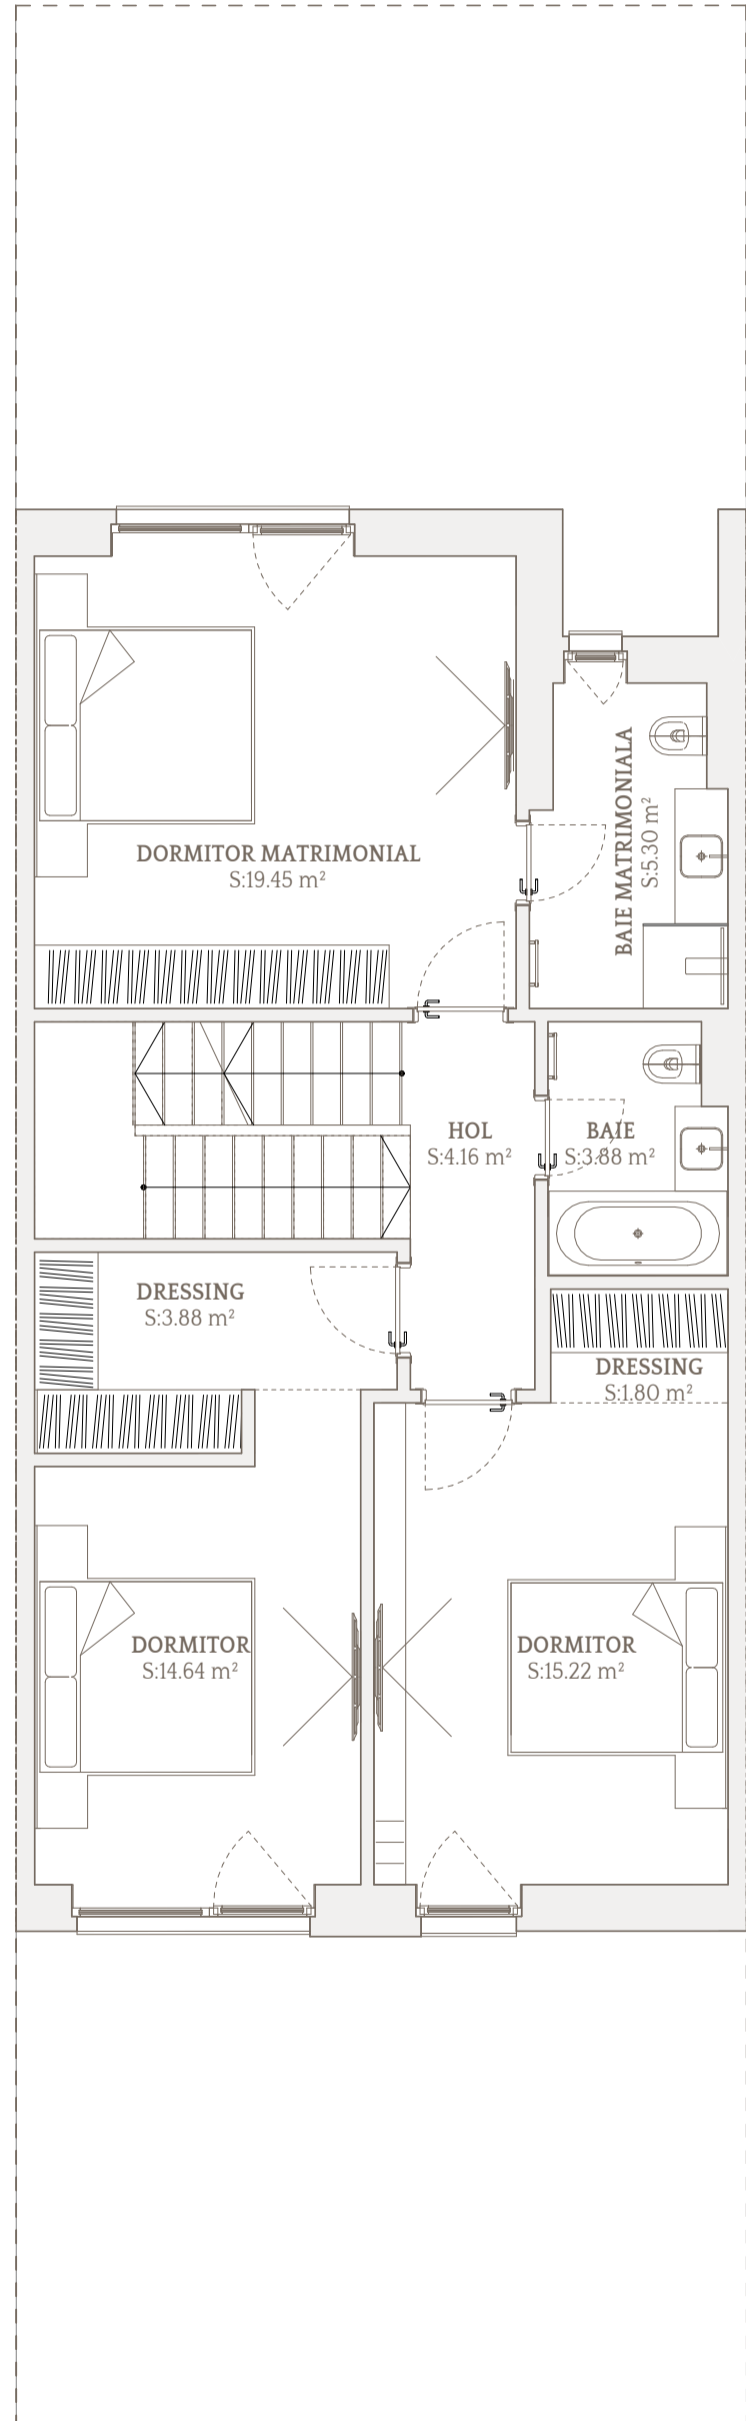 DORMITOR MATRIMONIAL
S:19.45 m²
BAIE MATRIMONIALA
S:5.30 m²
HOL
S:4.16 m²
BAIE
S:3.88 m²
DRESSING
S:3.88 m²
DRESSING
S:1.80 m²
DORMITOR
S:14.64 m²
DORMITOR
S:15.22 m²